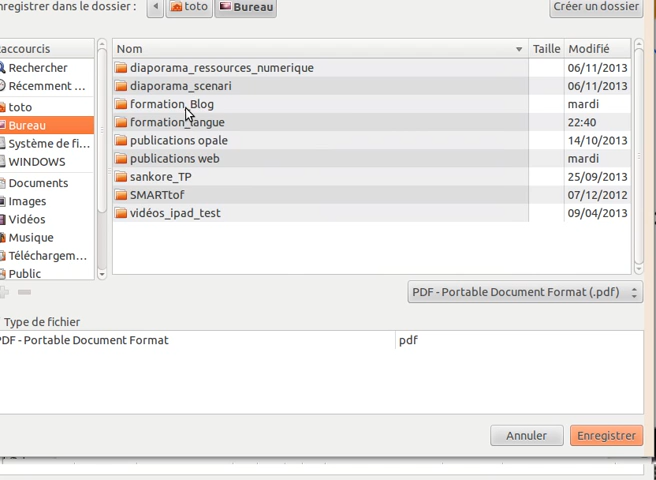 nregistrer dans le dossier : toto Bureau Créer un dossier
accourcis
Rechercher
Récemment ...
toto
Bureau
Système de fi...
WINDOWS
Documents
Images
Vidéos
Musique
Téléchargem...
Public
Nom Taille Modifié
diaporama_ressources_numerique 06/11/2013
diaporama_scenari 06/11/2013
formation_Blog mardi
formation_langue 22:40
publications opale 14/10/2013
publications web mardi
sankore_TP 25/09/2013
SMARTtof 07/12/2012
vidéos_ipad_test 09/04/2013
PDF - Portable Document Format (.pdf)
Type de fichier
PDF - Portable Document Format pdf
Annuler Enregistrer